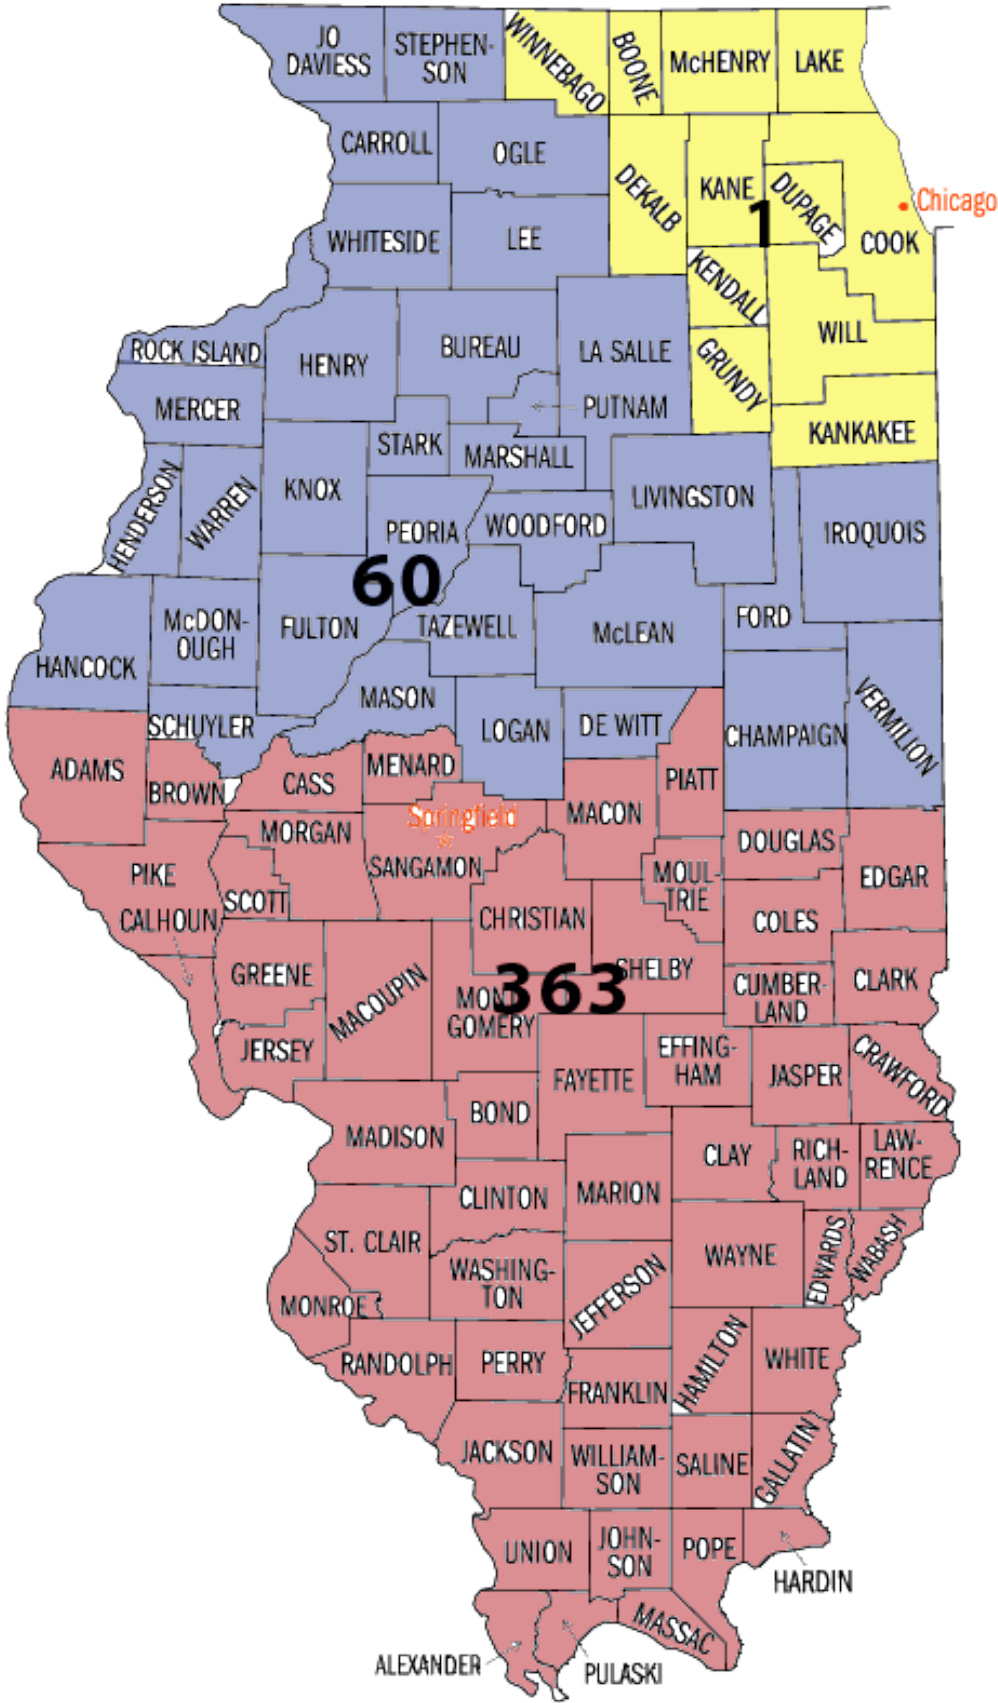 JO
DAVIESS
STEPHEN-
SON
WINNEBAGO
BOONE
McHENRY
LAKE
CARROLL
OGLE
DEKALB
KANE
1
DUPAGE
COOK
Chicago
WHITESIDE
LEE
KENDALL
WILL
ROCK ISLAND
HENRY
BUREAU
LA SALLE
GRUNDY
MERCER
PUTNAM
KANKAKEE
STARK
MARSHALL
HENDERSON
WARREN
KNOX
PEORIA
WOODFORD
LIVINGSTON
IROQUOIS
60
HANCOCK
McDON-
OUGH
FULTON
TAZEWELL
McLEAN
FORD
SCHUYLER
MASON
LOGAN
DE WITT
CHAMPAIGN
VERMILION
ADAMS
BROWN
CASS
MENARD
MACON
PIATT
Springfield
SANGAMON
MORGAN
DOUGLAS
EDGAR
PIKE
SCOTT
CHRISTIAN
MOUL-
TRIE
COLES
CALHOUN
GREENE
MACOUPIN
MONT
GOMERY
363
SHELBY
CUMBER-
LAND
CLARK
JERSEY
FAYETTE
EFFING-
HAM
JASPER
CRAWFORD
MADISON
BOND
CLAY
RICH-
LAND
LAW-
RENCE
CLINTON
MARION
ST. CLAIR
WASHING-
TON
JEFFERSON
WAYNE
EDWARDS
WABASH
MONROE
RANDOLPH
PERRY
FRANKLIN
HAMILTON
WHITE
JACKSON
WILLIAM-
SON
SALINE
GALLATIN
UNION
JOHN-
SON
POPE
HARDIN
ALEXANDER
PULASKI
MASSAC